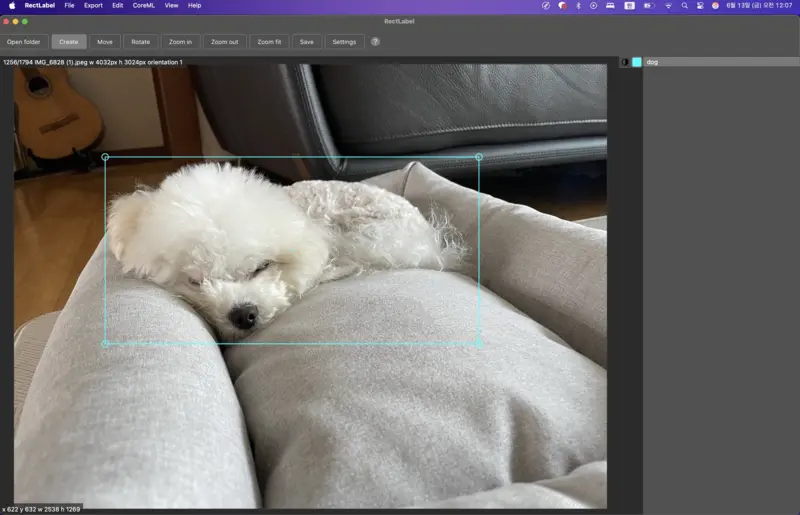 RectLabel File Export Edit CoreML View Help 6월 13일 (금) 오전 12:07
RectLabel
Open folder Create Move Rotate Zoom in Zoom out Zoom fit Save Settings ?
1256/1794 IMG_6828 (1).jpeg w 4032px h 3024px orientation 1
dog
x 622 y 632 w 2538 h 1269